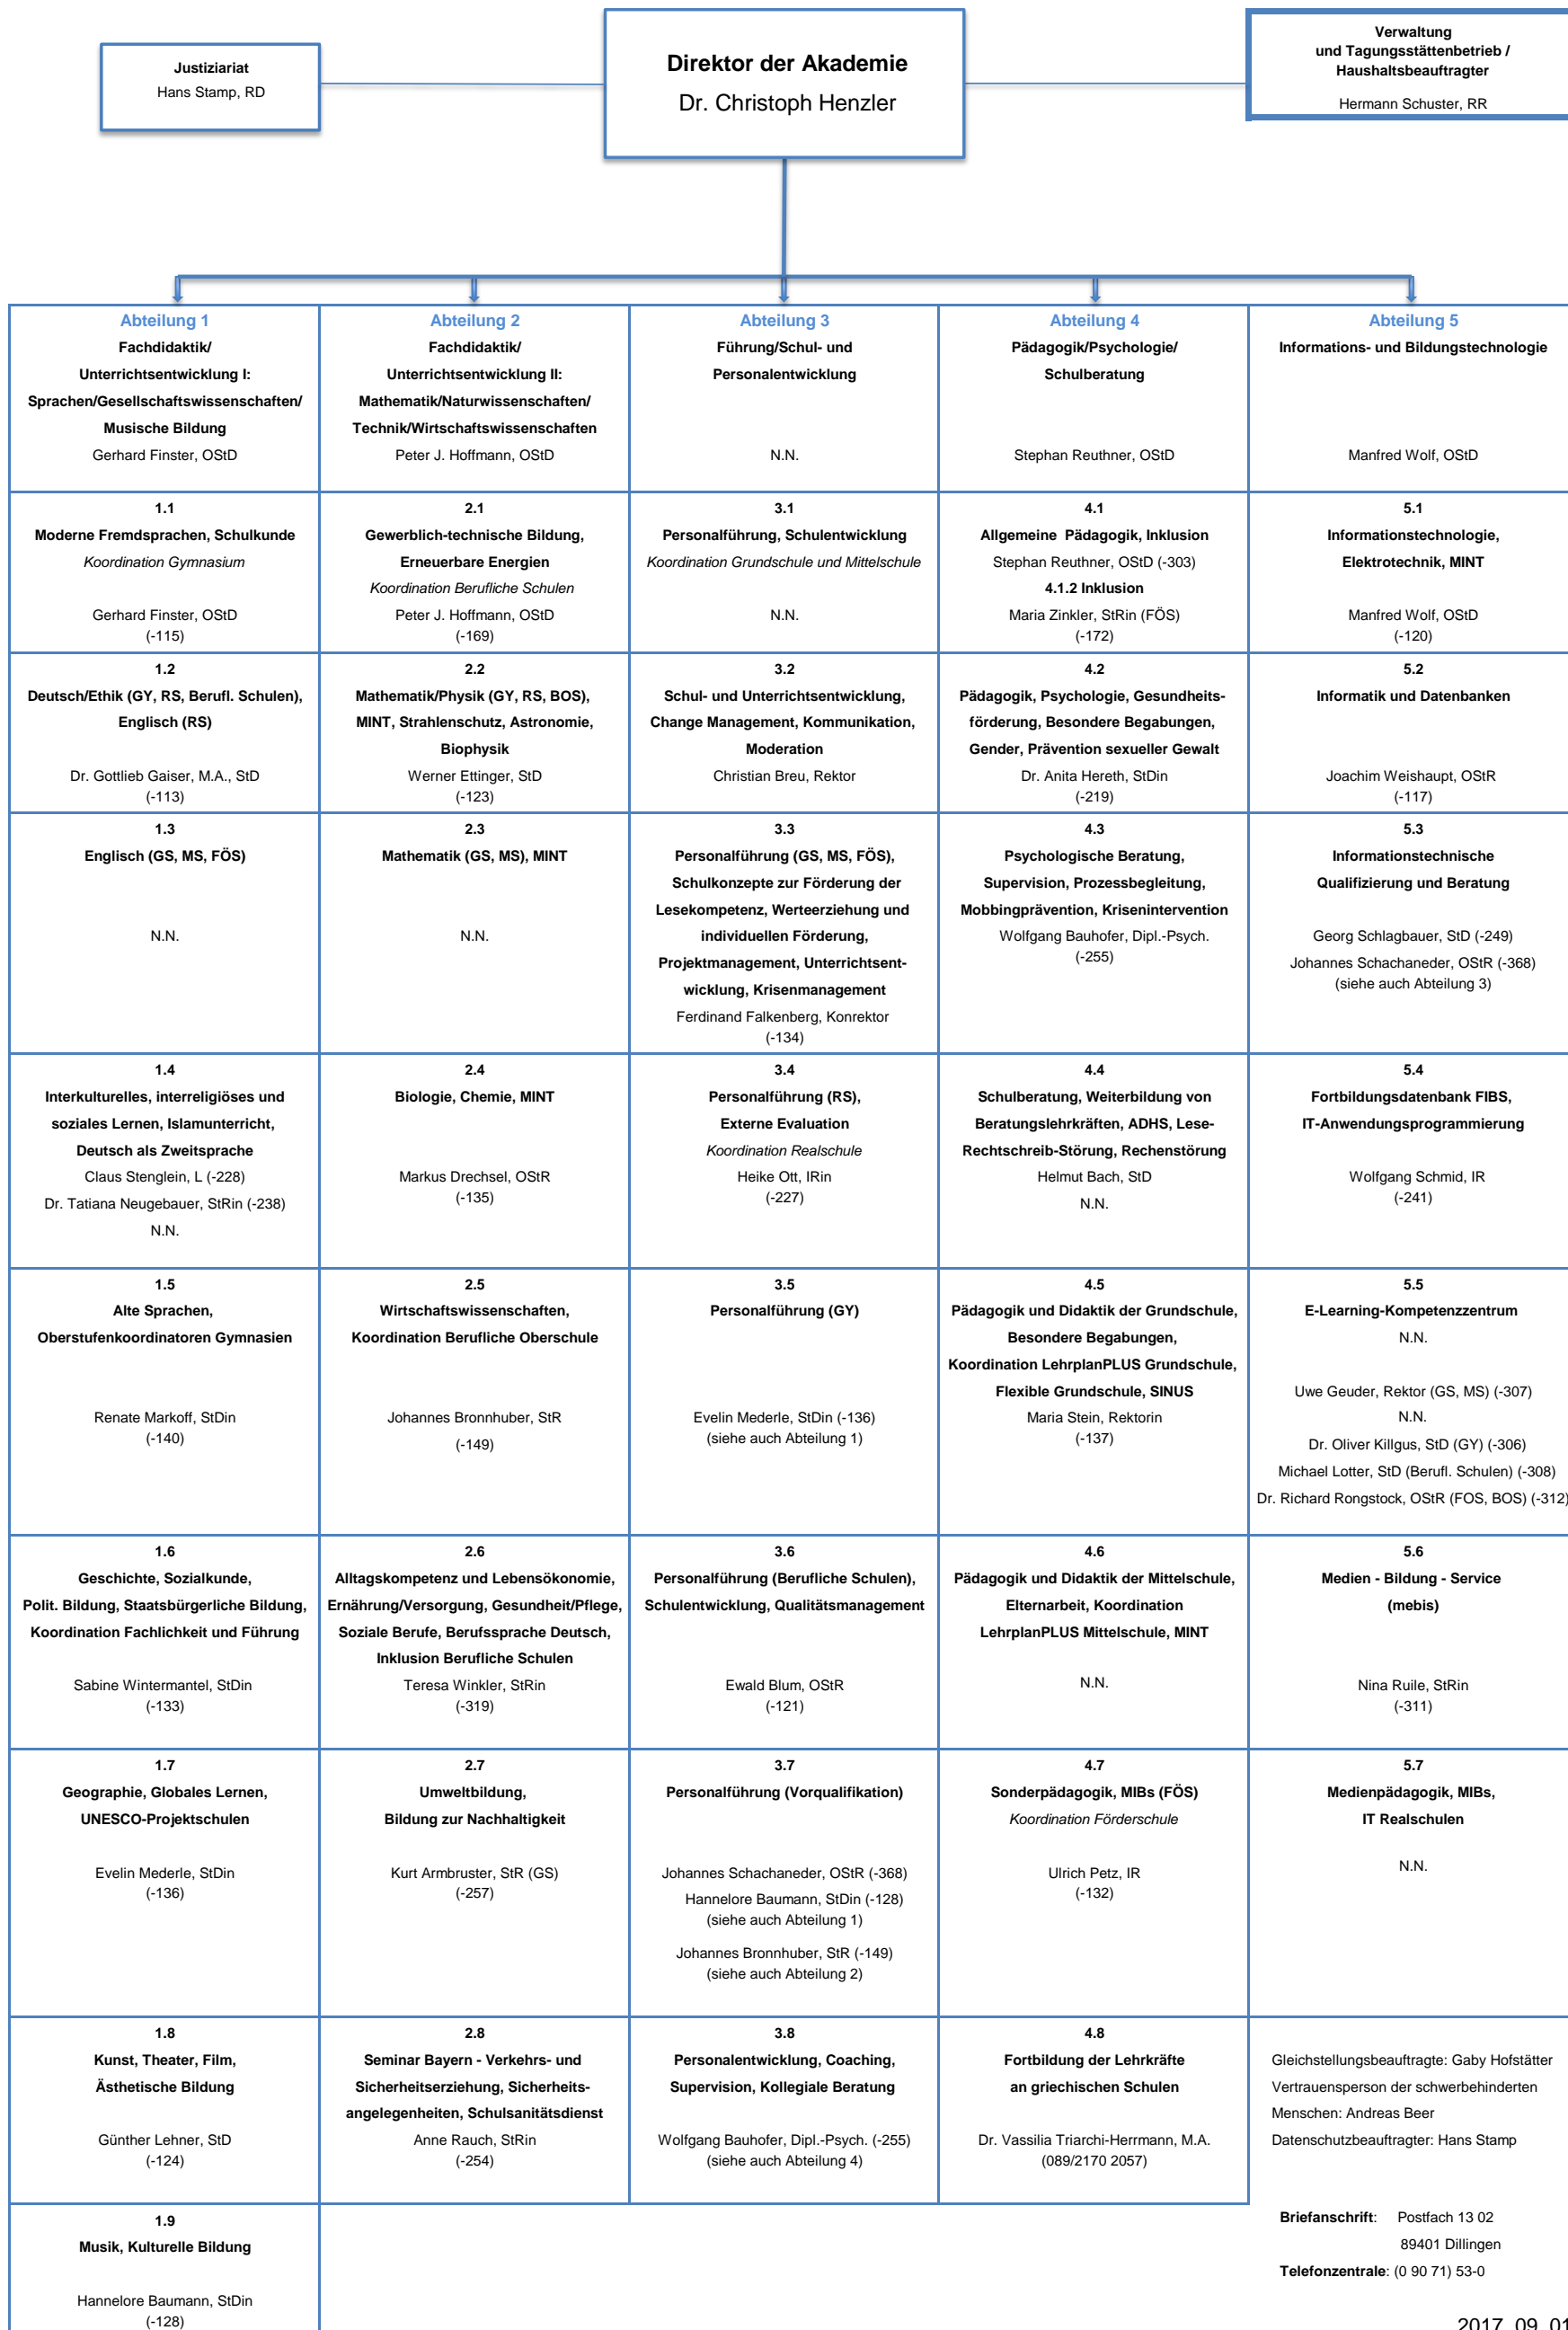 Justiziariat
Hans Stamp, RD
Direktor der Akademie
Dr. Christoph Henzler
Verwaltung
und Tagungsstättenbetrieb /
Haushaltsbeauftragter
Hermann Schuster, RR
Abteilung 1
Fachdidaktik/
Unterrichtsentwicklung I:
Sprachen/Gesellschaftswissenschaften/
Musische Bildung
Gerhard Finster, OStD
Abteilung 2
Fachdidaktik/
Unterrichtsentwicklung II:
Mathematik/Naturwissenschaften/
Technik/Wirtschaftswissenschaften
Peter J. Hoffmann, OStD
Abteilung 3
Führung/Schul- und
Personalentwicklung
N.N.
Abteilung 4
Pädagogik/Psychologie/
Schulberatung
Stephan Reuthner, OStD
Abteilung 5
Informations- und Bildungstechnologie
Manfred Wolf, OStD
1.1
Moderne Fremdsprachen, Schulkunde
Koordination Gymnasium
Gerhard Finster, OStD
(-115)
2.1
Gewerblich-technische Bildung,
Erneuerbare Energien
Koordination Berufliche Schulen
Peter J. Hoffmann, OStD
(-169)
3.1
Personalführung, Schulentwicklung
Koordination Grundschule und Mittelschule
N.N.
4.1
Allgemeine Pädagogik, Inklusion
Stephan Reuthner, OStD (-303)
4.1.2 Inklusion
Maria Zinkler, StRin (FÖS)
(-172)
5.1
Informationstechnologie,
Elektrotechnik, MINT
Manfred Wolf, OStD
(-120)
1.2
Deutsch/Ethik (GY, RS, Berufl. Schulen),
Englisch (RS)
Dr. Gottlieb Gaiser, M.A., StD
(-113)
2.2
Mathematik/Physik (GY, RS, BOS),
MINT, Strahlenschutz, Astronomie,
Biophysik
Werner Ettinger, StD
(-123)
3.2
Schul- und Unterrichtsentwicklung,
Change Management, Kommunikation,
Moderation
Christian Breu, Rektor
4.2
Pädagogik, Psychologie, Gesundheits-
förderung, Besondere Begabungen,
Gender, Prävention sexueller Gewalt
Dr. Anita Hereth, StDin
(-219)
5.2
Informatik und Datenbanken
Joachim Weishaupt, OStR
(-117)
1.3
Englisch (GS, MS, FÖS)
N.N.
2.3
Mathematik (GS, MS), MINT
N.N.
3.3
Personalführung (GS, MS, FÖS),
Schulkonzepte zur Förderung der
Lesekompetenz, Werteerziehung und
individuellen Förderung,
Projektmanagement, Unterrichtsent-
wicklung, Krisenmanagement
Ferdinand Falkenberg, Konrektor
(-134)
4.3
Psychologische Beratung,
Supervision, Prozessbegleitung,
Mobbingprävention, Krisenintervention
Wolfgang Bauhofer, Dipl.-Psych.
(-255)
5.3
Informationstechnische
Qualifizierung und Beratung
Georg Schlagbauer, StD (-249)
Johannes Schachaneder, OStR (-368)
(siehe auch Abteilung 3)
1.4
Interkulturelles, interreligiöses und
soziales Lernen, Islamunterricht,
Deutsch als Zweitsprache
Claus Stenglein, L (-228)
Dr. Tatiana Neugebauer, StRin (-238)
N.N.
2.4
Biologie, Chemie, MINT
Markus Drechsel, OStR
(-135)
3.4
Personalführung (RS),
Externe Evaluation
Koordination Realschule
Heike Ott, IRin
(-227)
4.4
Schulberatung, Weiterbildung von
Beratungslehrkräften, ADHS, Lese-
Rechtschreib-Störung, Rechenstörung
Helmut Bach, StD
N.N.
5.4
Fortbildungsdatenbank FIBS,
IT-Anwendungsprogrammierung
Wolfgang Schmid, IR
(-241)
1.5
Alte Sprachen,
Oberstufenkoordinatoren Gymnasien
Renate Markoff, StDin
(-140)
2.5
Wirtschaftswissenschaften,
Koordination Berufliche Oberschule
Johannes Bronnhuber, StR
(-149)
3.5
Personalführung (GY)
Evelin Mederle, StDin (-136)
(siehe auch Abteilung 1)
4.5
Pädagogik und Didaktik der Grundschule,
Besondere Begabungen,
Koordination LehrplanPLUS Grundschule,
Flexible Grundschule, SINUS
Maria Stein, Rektorin
(-137)
5.5
E-Learning-Kompetenzzentrum
N.N.
Uwe Geuder, Rektor (GS, MS) (-307)
N.N.
Dr. Oliver Killgus, StD (GY) (-306)
Michael Lotter, StD (Berufl. Schulen) (-308)
Dr. Richard Rongstock, OStR (FOS, BOS) (-312)
1.6
Geschichte, Sozialkunde,
Polit. Bildung, Staatsbürgerliche Bildung,
Koordination Fachlichkeit und Führung
Sabine Wintermantel, StDin
(-133)
2.6
Alltagskompetenz und Lebensökonomie,
Ernährung/Versorgung, Gesundheit/Pflege,
Soziale Berufe, Berufssprache Deutsch,
Inklusion Berufliche Schulen
Teresa Winkler, StRin
(-319)
3.6
Personalführung (Berufliche Schulen),
Schulentwicklung, Qualitätsmanagement
Ewald Blum, OStR
(-121)
4.6
Pädagogik und Didaktik der Mittelschule,
Elternarbeit, Koordination
LehrplanPLUS Mittelschule, MINT
N.N.
5.6
Medien - Bildung - Service
(mebis)
Nina Ruile, StRin
(-311)
1.7
Geographie, Globales Lernen,
UNESCO-Projektschulen
Evelin Mederle, StDin
(-136)
2.7
Umweltbildung,
Bildung zur Nachhaltigkeit
Kurt Armbruster, StR (GS)
(-257)
3.7
Personalführung (Vorqualifikation)
Johannes Schachaneder, OStR (-368)
Hannelore Baumann, StDin (-128)
(siehe auch Abteilung 1)
Johannes Bronnhuber, StR (-149)
(siehe auch Abteilung 2)
4.7
Sonderpädagogik, MIBs (FÖS)
Koordination Förderschule
Ulrich Petz, IR
(-132)
5.7
Medienpädagogik, MIBs,
IT Realschulen
N.N.
1.8
Kunst, Theater, Film,
Ästhetische Bildung
Günther Lehner, StD
(-124)
2.8
Seminar Bayern - Verkehrs- und
Sicherheitserziehung, Sicherheits-
angelegenheiten, Schulsanitätsdienst
Anne Rauch, StRin
(-254)
3.8
Personalentwicklung, Coaching,
Supervision, Kollegiale Beratung
Wolfgang Bauhofer, Dipl.-Psych. (-255)
(siehe auch Abteilung 4)
4.8
Fortbildung der Lehrkräfte
an griechischen Schulen
Dr. Vassilia Triarchi-Herrmann, M.A.
(089/2170 2057)
Gleichstellungsbeauftragte: Gaby Hofstätter
Vertrauensperson der schwerbehinderten
Menschen: Andreas Beer
Datenschutzbeauftragter: Hans Stamp
1.9
Musik, Kulturelle Bildung
Hannelore Baumann, StDin
(-128)
Briefanschrift: Postfach 13 02
89401 Dillingen
Telefonzentrale: (0 90 71) 53-0
2017_09_01